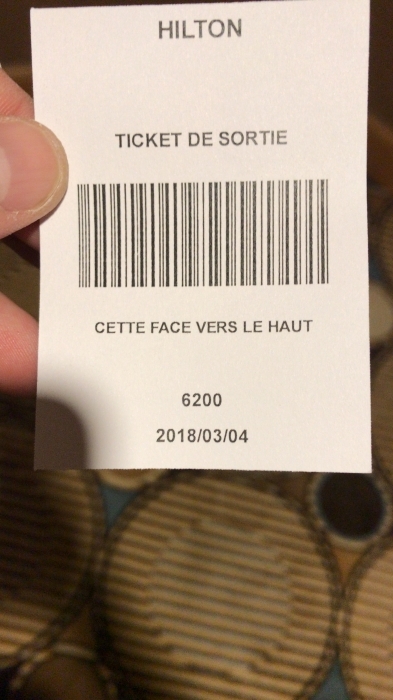 HILTON
TICKET DE SORTIE
CETTE FACE VERS LE HAUT
6200
2018/03/04